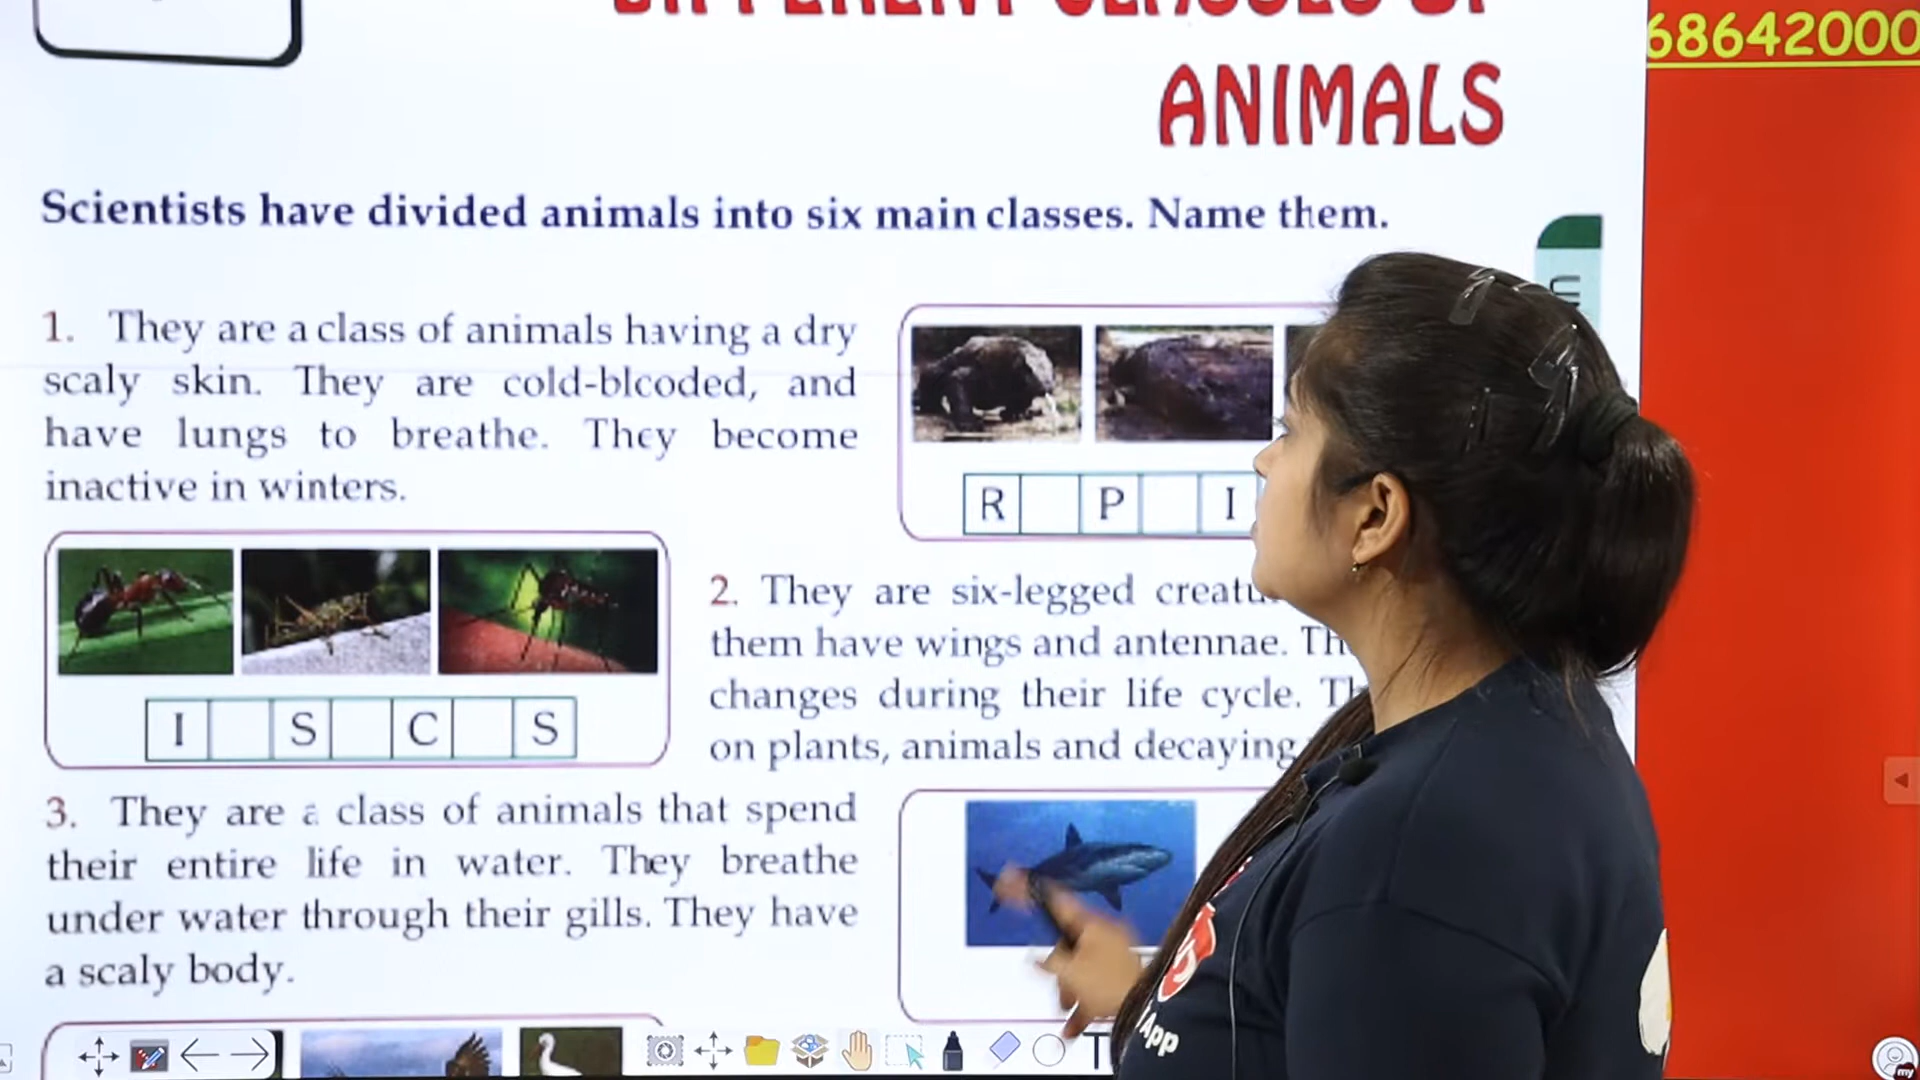 ANIMALS
68642000
Scientists have divided animals into six main classes. Name them.
1. They are a class of animals having a dry
scaly skin. They are cold-blcoded, and
have lungs to breathe. They become
inactive in winters.
R P I
2. They are six-legged
them have wings and antennae.
changes during their life cycle.
on plants, animals and decaying
I S C S
3. They are a class of animals that spend
their entire life in water. They breathe
under water through their gills. They have
a scaly body.
App
T
my